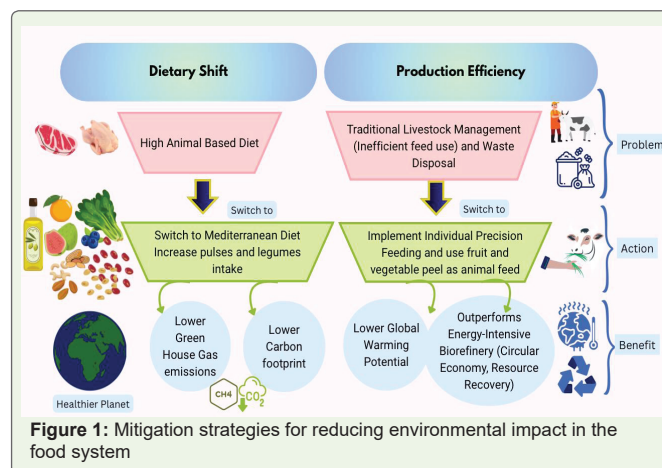 Dietary Shift
Production Efficiency
High Animal Based Diet
Traditional Livestock Management
(Inefficient feed use) and Waste
Disposal
Problem
Switch to
Switch to
Switch to Mediterranean Diet
Increase pulses and legumes
intake
Implement Individual Precision
Feeding and use fruit and
vegetable peel as animal feed
Action
Lower
Green
House Gas
emissions
Lower
Carbon
footprint
Lower Global
Warming
Potential
Outperforms
Energy-Intensive
Biorefinery (Circular
Economy, Resource
Recovery)
Benefit
CH4
CO2
Healthier Planet
Figure 1: Mitigation strategies for reducing environmental impact in the
food system